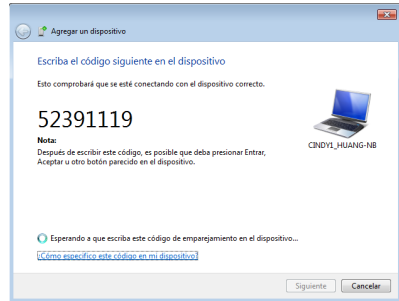 Agregar un dispositivo
Escriba el código siguiente en el dispositivo
Esto comprobará que se esté conectando con el dispositivo correcto.
52391119
Nota:
Después de escribir este código, es posible que deba presionar Entrar,
Aceptar u otro botón parecido en el dispositivo.
CINDY1_HUANG-NB
Esperando a que escriba este código de emparejamiento en el dispositivo...
¿Cómo especifico este código en mi dispositivo?
Siguiente
Cancelar